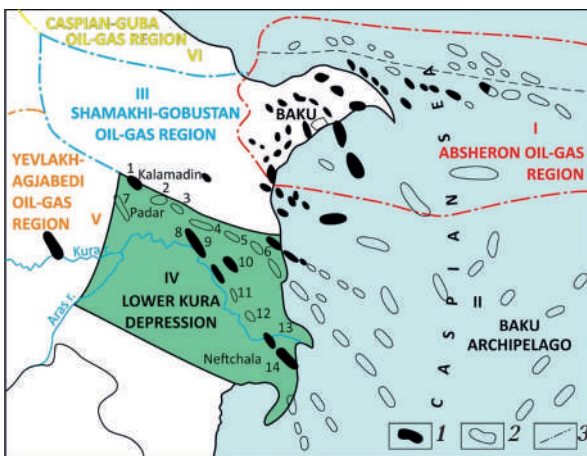 CASPIAN-GUBA
OIL-GAS REGION
VI
III
SHAMAKHI-GOBUSTAN
OIL-GAS REGION
BAKU
I
ABSHERON OIL-GAS
REGION
YEVLAKH-
AGJABEDI
OIL-GAS
REGION
V
1
Kalamadin
2
3
7
Padar
4
5
6
8
9
10
Kura r.
Aras r.
IV
LOWER KURA
DEPRESSION
11
12
13
Neftchala
14
CASPIAN SEA
II
BAKU
ARCHIPELAGO
1
2
3